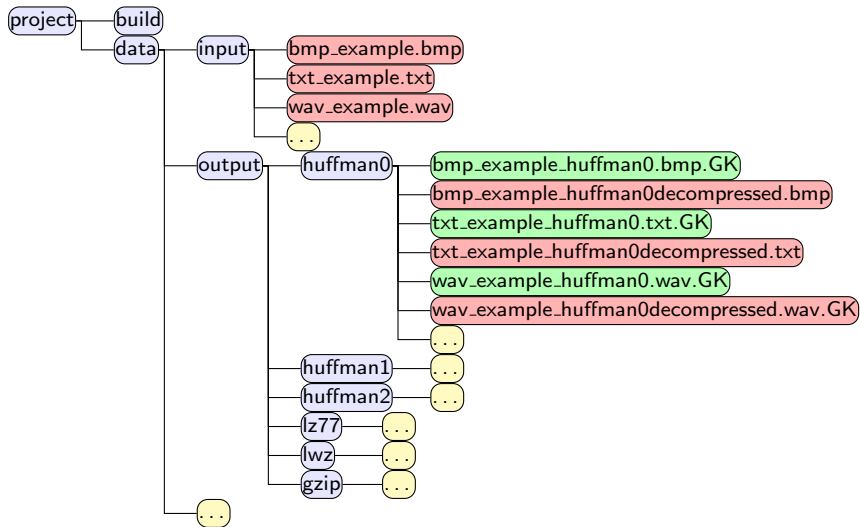 project
build
data
input
bmp_example.bmp
txt_example.txt
wav_example.wav
...
output
huffman0
bmp_example_huffman0.bmp.GK
bmp_example_huffman0decompressed.bmp
txt_example_huffman0.txt.GK
txt_example_huffman0decompressed.txt
wav_example_huffman0.wav.GK
wav_example_huffman0decompressed.wav.GK
...
huffman1
...
huffman2
...
lz77
...
lwz
...
gzip
...
...